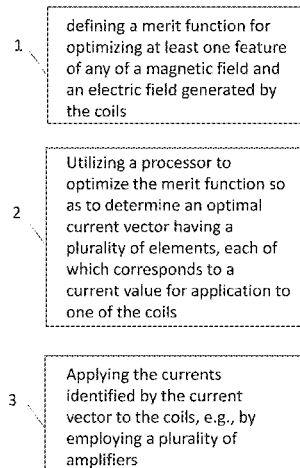 1
defining a merit function for
optimizing at least one feature
of any of a magnetic field and
an electric field generated by
the coils
2
Utilizing a processor to
optimize the merit function so
as to determine an optimal
current vector having a
plurality of elements, each of
which corresponds to a
current value for application to
one of the coils
3
Applying the currents
identified by the current
vector to the coils, e.g., by
employing a plurality of
amplifiers